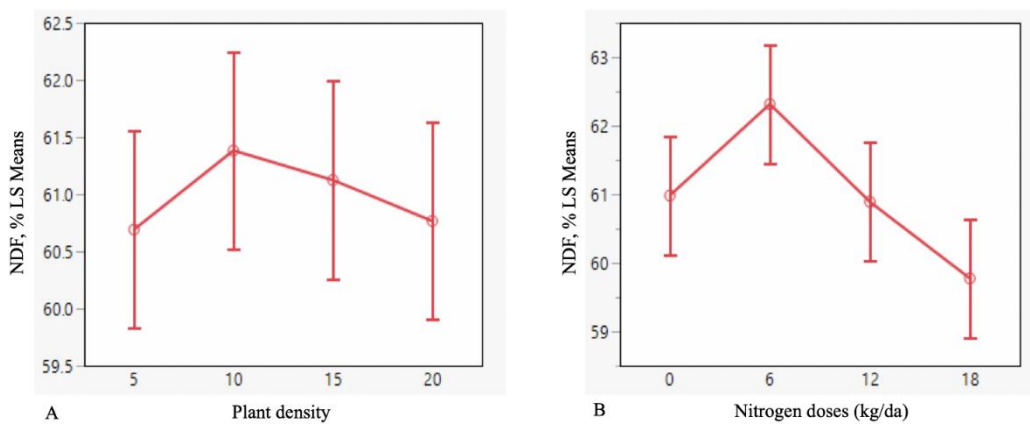 NDF, % LS Means
62.5
62.0
61.5
61.0
60.5
60.0
59.5
5 10 15 20
A Plant density
NDF, % LS Means
63
62
61
60
59
0 6 12 18
B Nitrogen doses (kg/da)